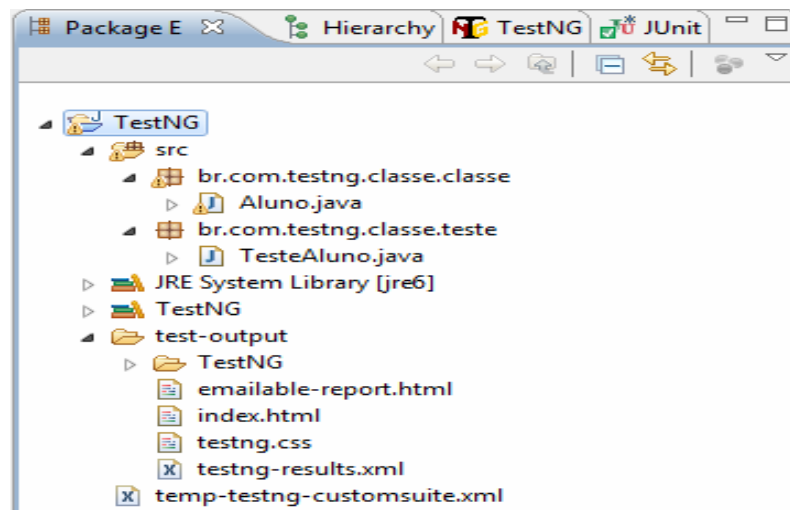 Package E Hierarchy TestNG JUnit
TestNG
src
br.com.testng.classe.classe
Aluno.java
br.com.testng.classe.teste
TesteAluno.java
JRE System Library [jre6]
TestNG
test-output
TestNG
emailable-report.html
index.html
testng.css
testng-results.xml
temp-testng-customsuite.xml